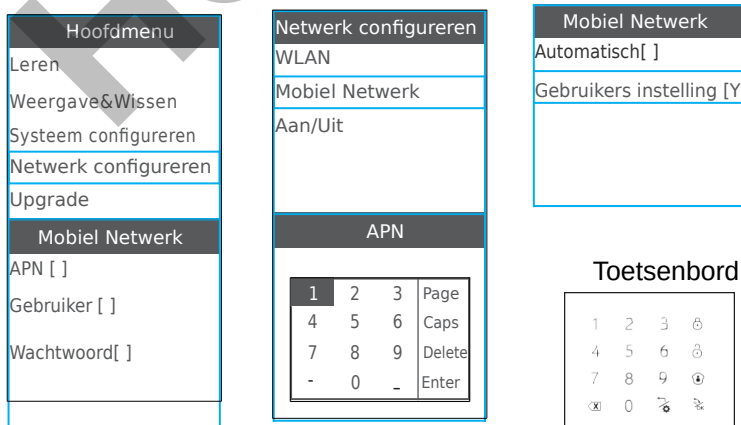 Hoofdmenu
Leren
Weergave&Wissen
Systeem configureren
Netwerk configureren
Upgrade
Mobiel Netwerk
APN [ ]
Gebruiker [ ]
Wachtwoord[ ]
Netwerk configureren
WLAN
Mobiel Netwerk
Aan/Uit
APN
1 2 3 Page
4 5 6 Caps
7 8 9 Delete
- 0 _ Enter
Mobiel Netwerk
Automatisch[ ]
Gebruikers instelling [Y
Toetsenbord
1 2 3
4 5 6
7 8 9
0